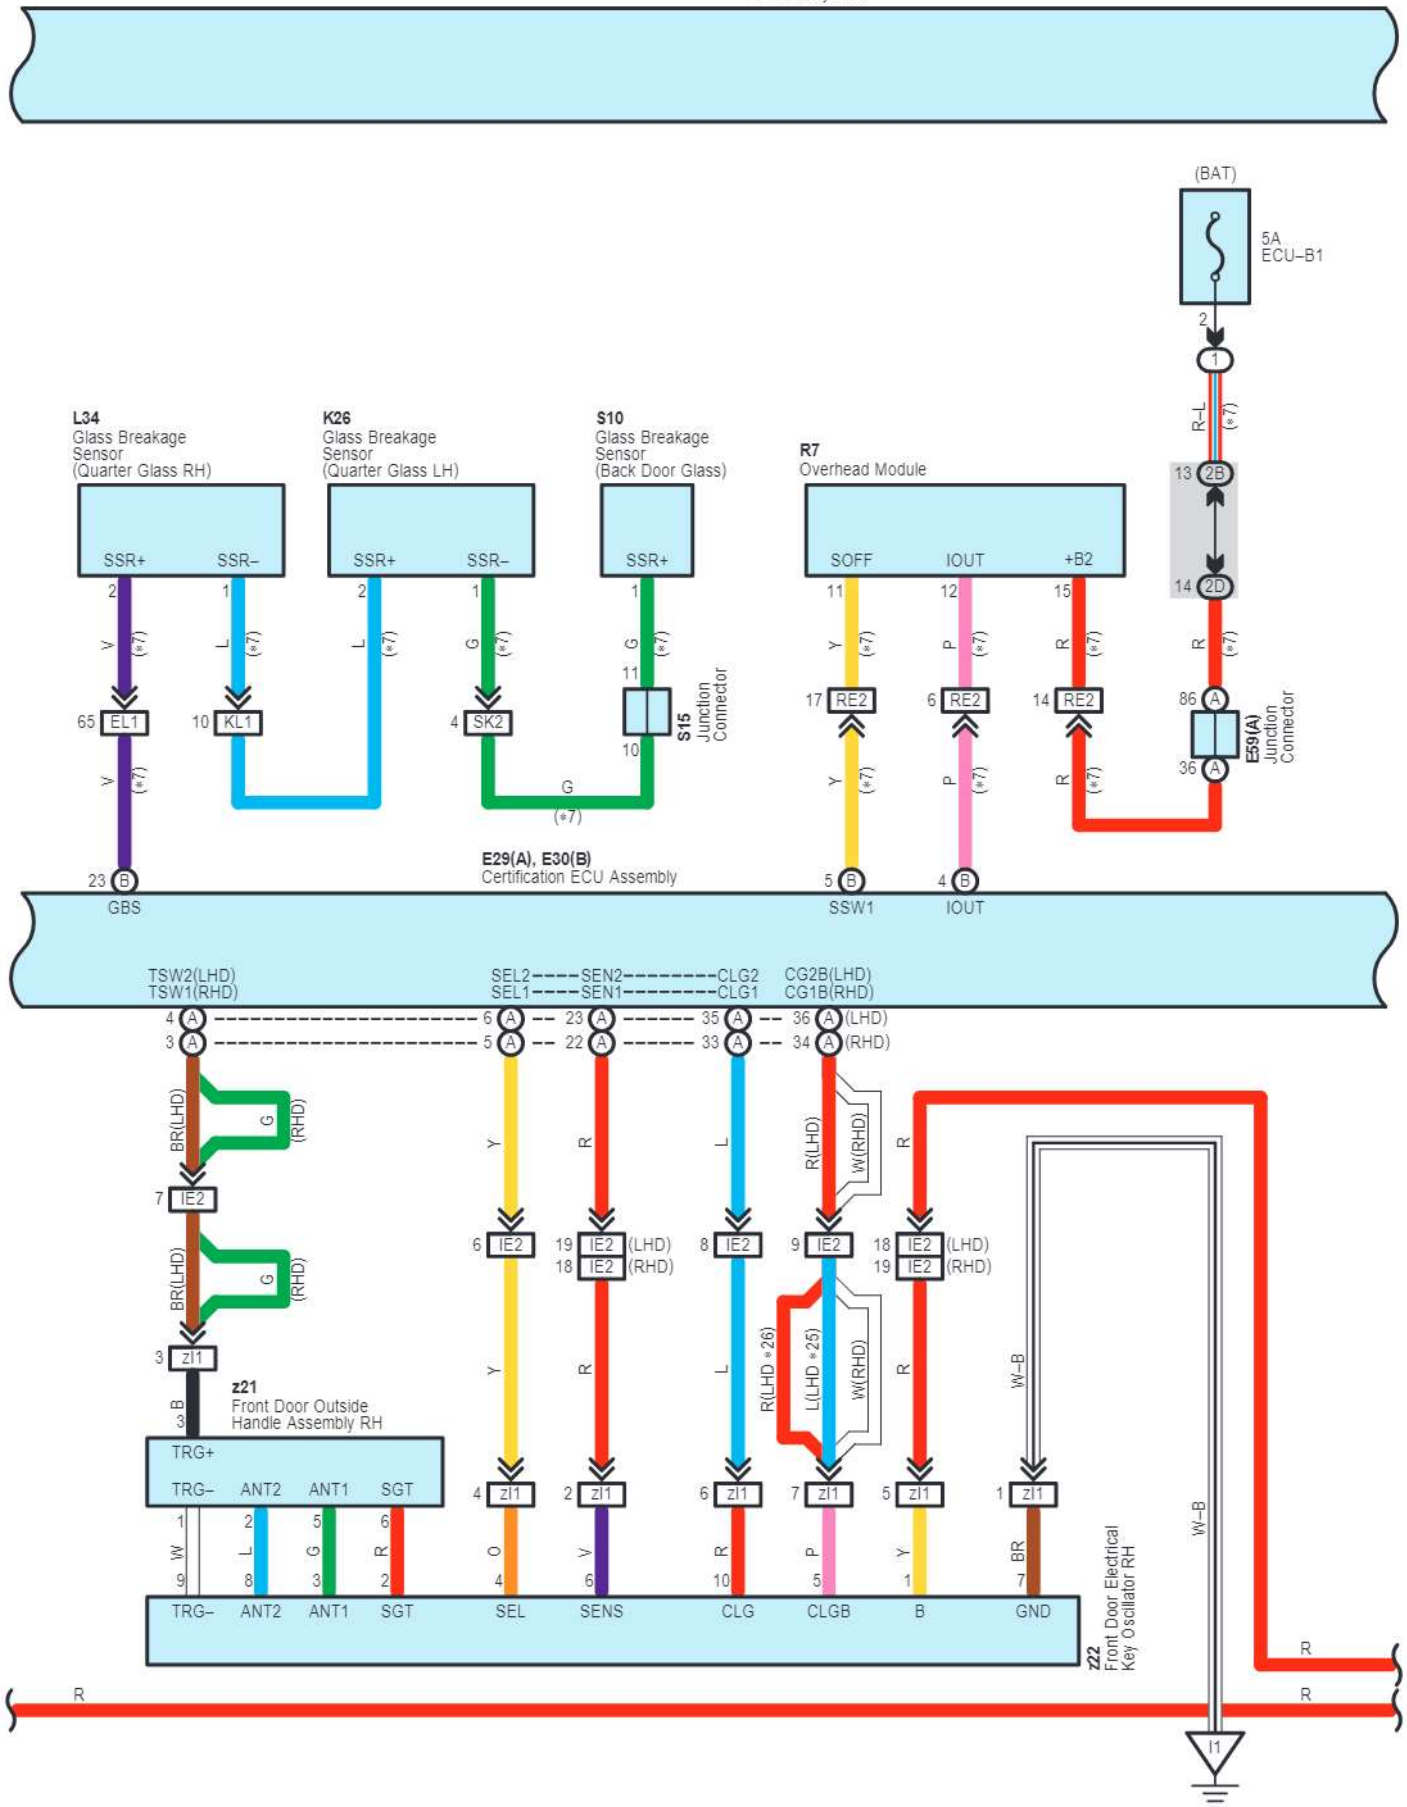 (BAT)
5A
ECU–B1
2
1
R–L
(*7)
13 2B
14 2D
R
(*7)
86 A
E59(A)
Junction
Connector
36 A
L34
Glass Breakage
Sensor
(Quarter Glass RH)
K26
Glass Breakage
Sensor
(Quarter Glass LH)
S10
Glass Breakage
Sensor
(Back Door Glass)
R7
Overhead Module
SSR+ SSR– SSR+ SSR– SSR+ SOFF IOUT +B2
2 1 2 1 1 11 12 15
V (*7) L (*7) L (*7) G (*7) G (*7) Y (*7) P (*7) R (*7)
11
65 EL1 10 KL1 4 SK2
S15
Junction
Connector
10
17 RE2 6 RE2 14 RE2
V (*7)
G
(*7)
Y (*7) P (*7) R (*7)
E29(A), E30(B)
Certification ECU Assembly
23 B 5 B 4 B
GBS SSW1 IOUT
TSW2(LHD) SEL2 SEN2 CLG2 CG2B(LHD)
TSW1(RHD) SEL1 SEN1 CLG1 CG1B(RHD)
4 A 6 A 23 A 35 A 36 A (LHD)
3 A 5 A 22 A 33 A 34 A (RHD)
BR(LHD) G (RHD) Y R L R(LHD) W(RHD) R
7 IE2
6 IE2 19 IE2 (LHD) 8 IE2 9 IE2 18 IE2 (LHD)
18 IE2 (RHD) 19 IE2 (RHD)
BR(LHD) G (RHD)
Y R L R(LHD *26) L(LHD *25) W(RHD) R W–B
3 zI1
B
3
z21
Front Door Outside
Handle Assembly RH
TRG+
TRG– ANT2 ANT1 SGT
4 zI1 2 zI1 6 zI1 7 zI1 5 zI1 1 zI1
1 2 5 6
W L G R O V R P Y BR
W–B
9 8 3 2 4 6 10 5 1 7
TRG– ANT2 ANT1 SGT SEL SENS CLG CLGB B GND
z22
Front Door Electrical
Key Oscillator RH
R
R R
I1